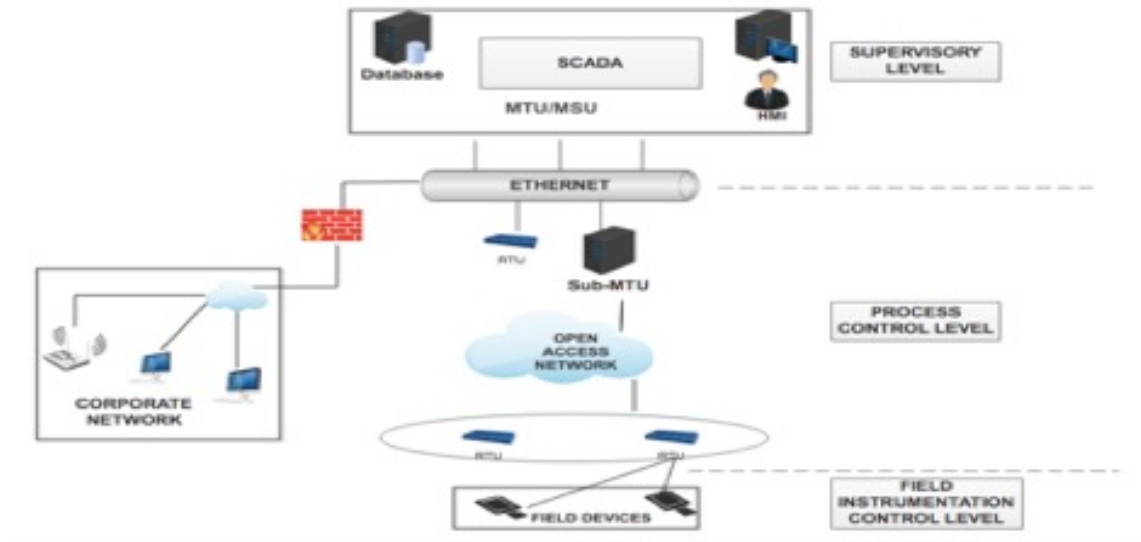 Database
SCADA
MTU/MSU
HMI
SUPERVISORY
LEVEL
ETHERNET
RTU
Sub-MTU
OPEN
ACCESS
NETWORK
PROCESS
CONTROL LEVEL
CORPORATE
NETWORK
RTU
RTU
FIELD DEVICES
FIELD
INSTRUMENTATION
CONTROL LEVEL